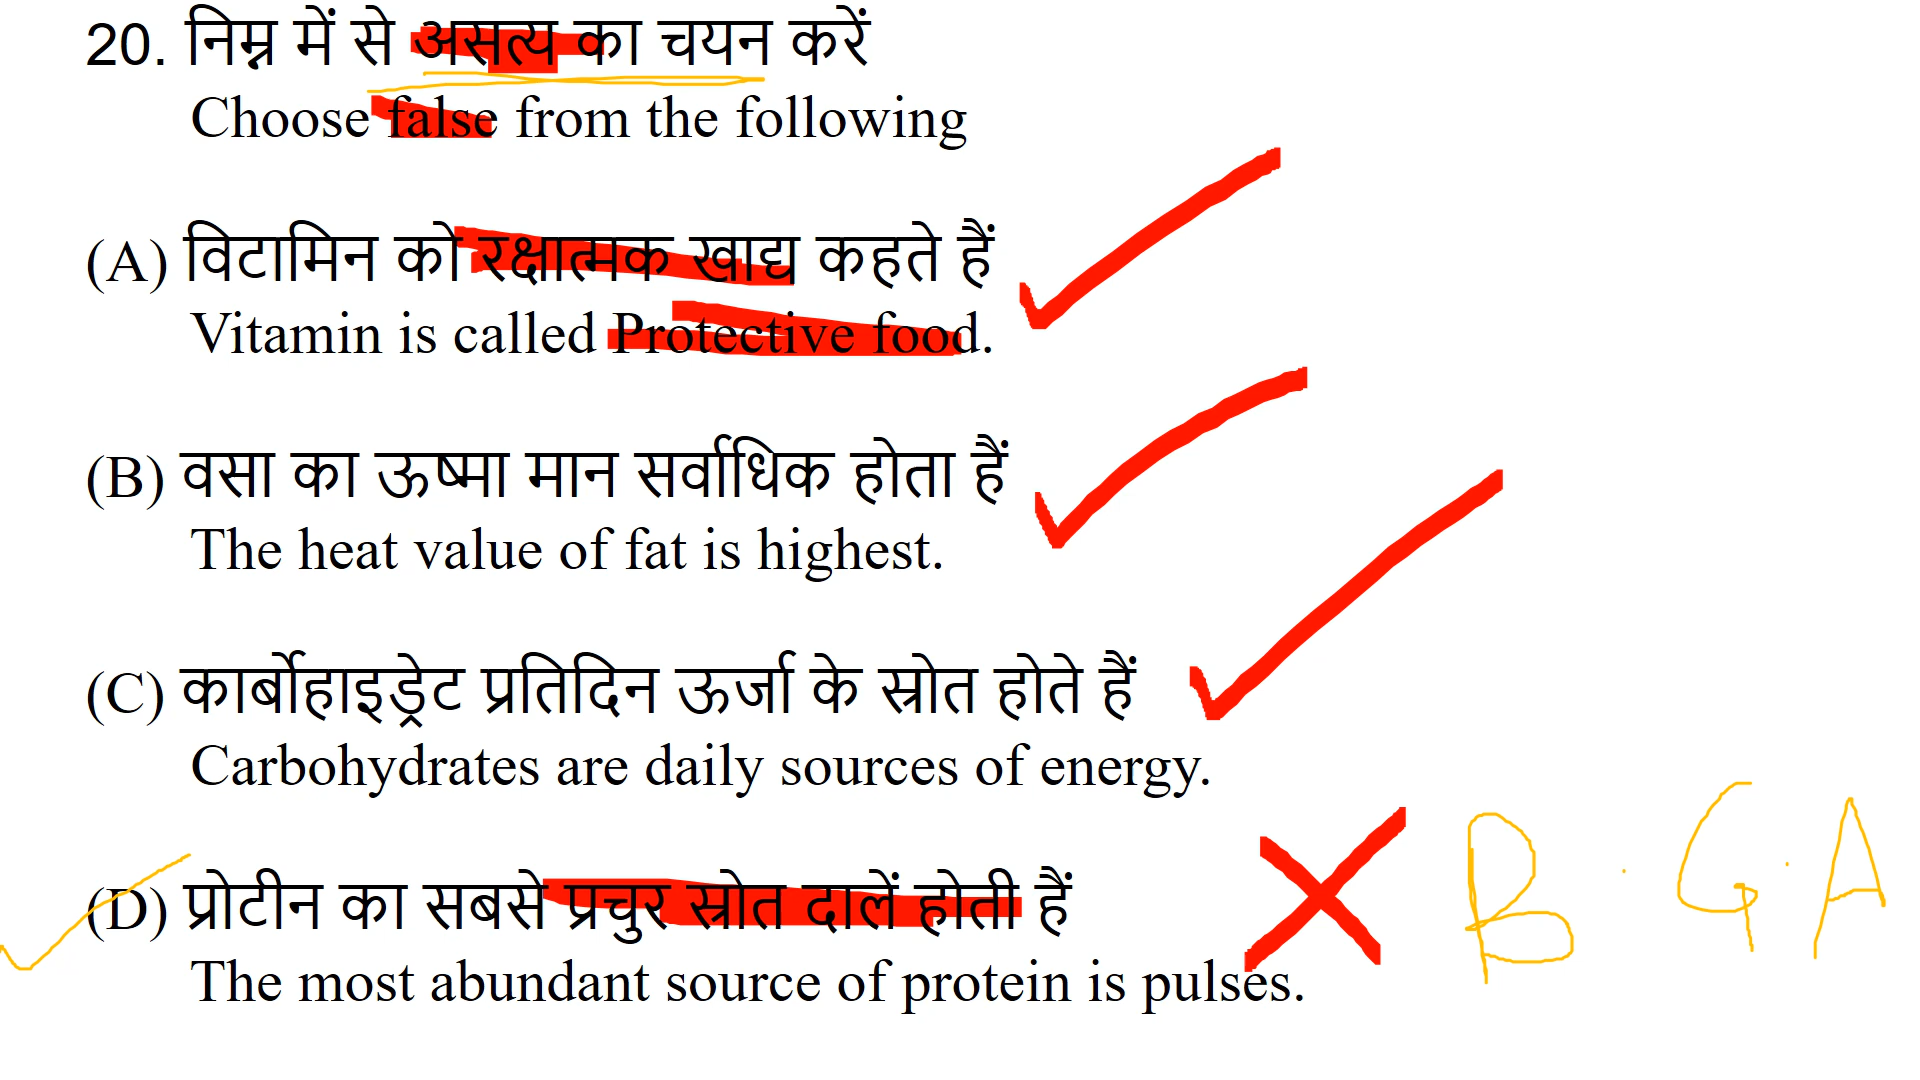 20. निम्न में से असत्य का चयन करें
Choose false from the following
(A) विटामिन को रक्षात्मक खाद्य कहते हैं
Vitamin is called Protective food.
(B) वसा का ऊष्मा मान सर्वाधिक होता हैं
The heat value of fat is highest.
(C) कार्बोहाइड्रेट प्रतिदिन ऊर्जा के स्रोत होते हैं
Carbohydrates are daily sources of energy.
(D) प्रोटीन का सबसे प्रचुर स्रोत दालें होती हैं
The most abundant source of protein is pulses.
B . G . A